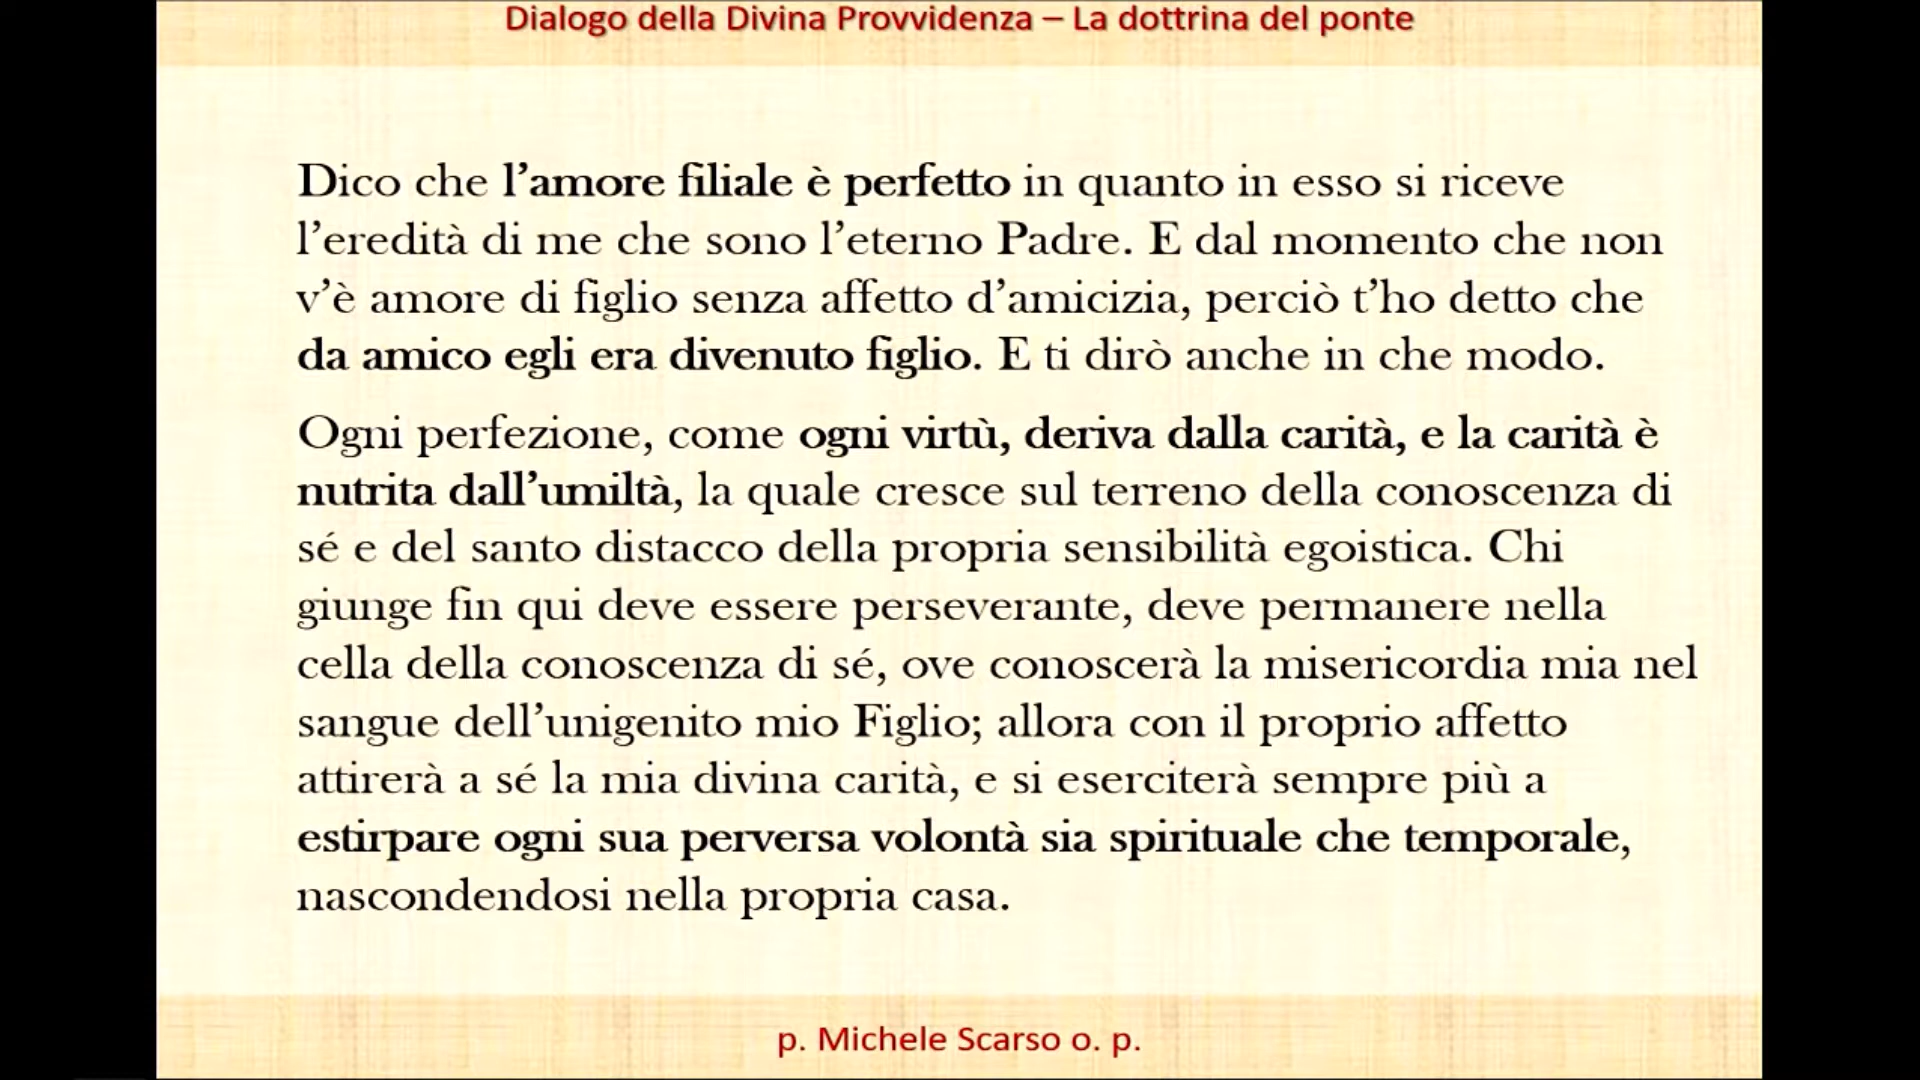 Dialogo della Divina Provvidenza – La dottrina del ponte
Dico che l’amore filiale è perfetto in quanto in esso si riceve
l’eredità di me che sono l’eterno Padre. E dal momento che non
v’è amore di figlio senza affetto d’amicizia, perciò t’ho detto che
da amico egli era divenuto figlio. E ti dirò anche in che modo.
Ogni perfezione, come ogni virtù, deriva dalla carità, e la carità è
nutrita dall’umiltà, la quale cresce sul terreno della conoscenza di
sé e del santo distacco della propria sensibilità egoistica. Chi
giunge fin qui deve essere perseverante, deve permanere nella
cella della conoscenza di sé, ove conoscerà la misericordia mia nel
sangue dell’unigenito mio Figlio; allora con il proprio affetto
attirerà a sé la mia divina carità, e si eserciterà sempre più a
estirpare ogni sua perversa volontà sia spirituale che temporale,
nascondendosi nella propria casa.
p. Michele Scarso o. p.